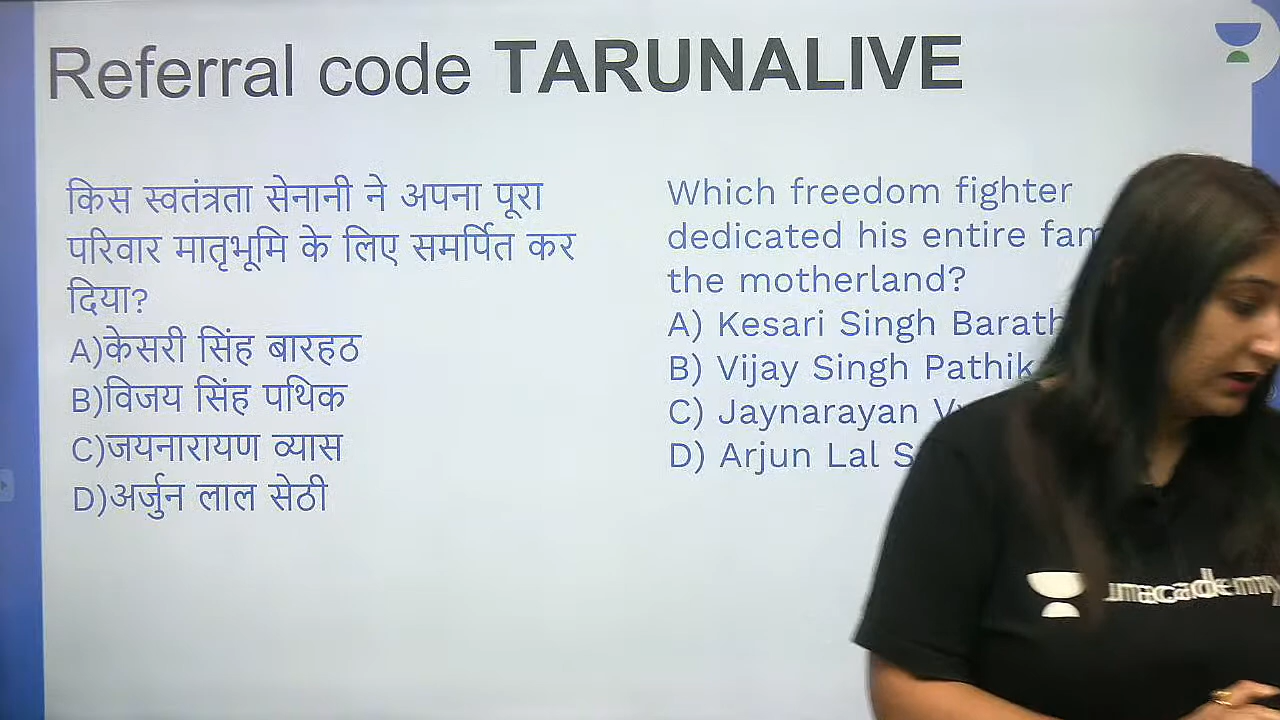 Referral code TARUNALIVE
किस स्वतंत्रता सेनानी ने अपना पूरा
परिवार मातृभूमि के लिए समर्पित कर
दिया?
A)केसरी सिंह बारहठ
B)विजय सिंह पथिक
C)जयनारायण व्यास
D)अर्जुन लाल सेठी
Which freedom fighter
dedicated his entire
the motherland?
A) Kesari Singh
B) Vijay Singh Pathik
C) Jaynarayan
D) Arjun Lal
unacademy